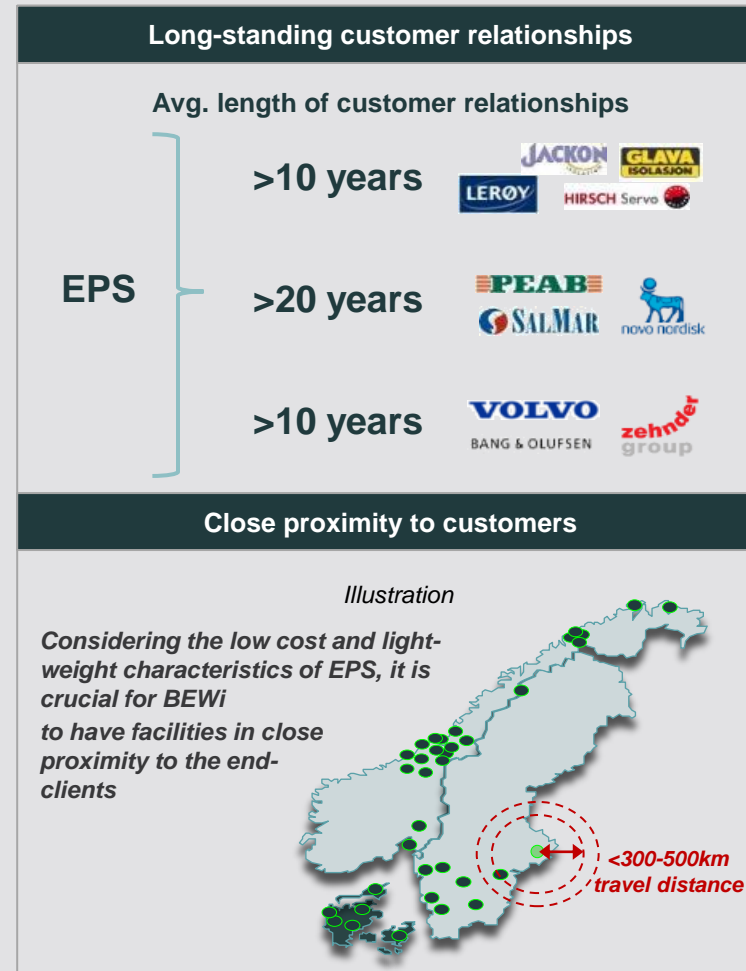 Long-standing customer relationships
Avg. length of customer relationships
EPS
>10 years
JACKON
GLAVA
ISOLASJON
LERØY
HIRSCH Servo
>20 years
PEAB
SALMAR
novo nordisk
>10 years
VOLVO
BANG & OLUFSEN
zehnder
group
Close proximity to customers
Illustration
Considering the low cost and light-
weight characteristics of EPS, it is
crucial for BEWi
to have facilities in close
proximity to the end-
clients
<300-500km
travel distance